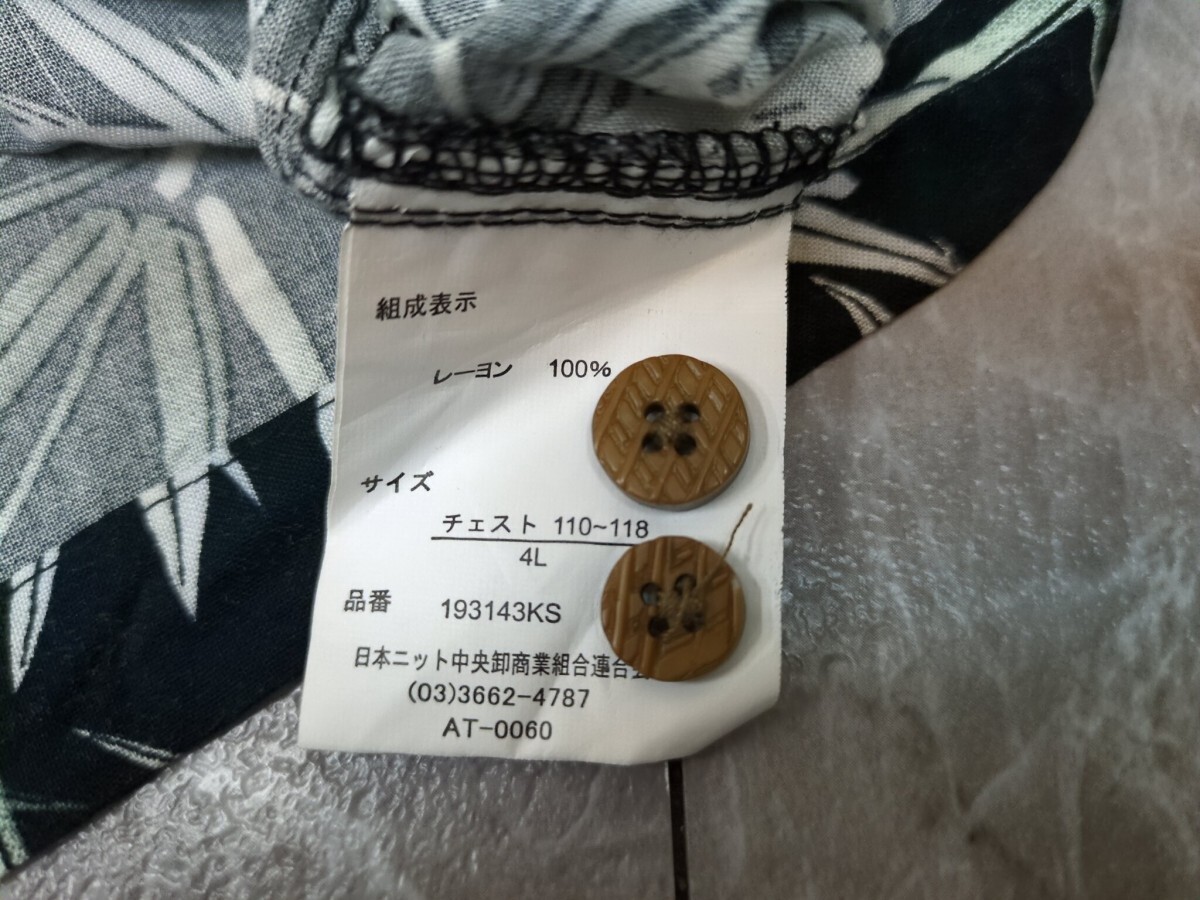 組成表示
レーヨン 100%
サイズ
チェスト 110~118
4L
品番 193143KS
日本ニット中央卸商業組合連合会
(03)3662-4787
AT-0060